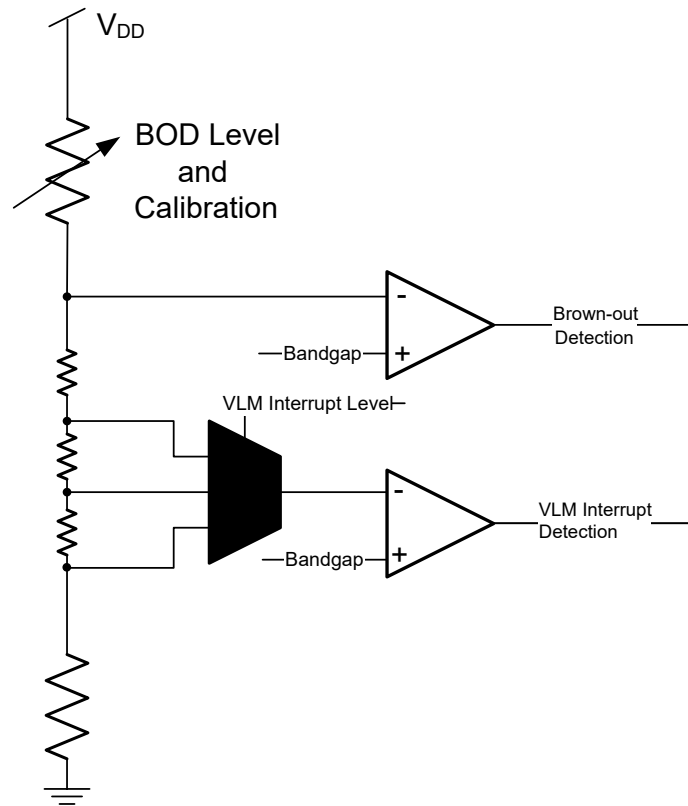 VDD
BOD Level
and
Calibration
-
Brown-out
Detection
Bandgap
+
VLM Interrupt Level
-
VLM Interrupt
Detection
Bandgap
+